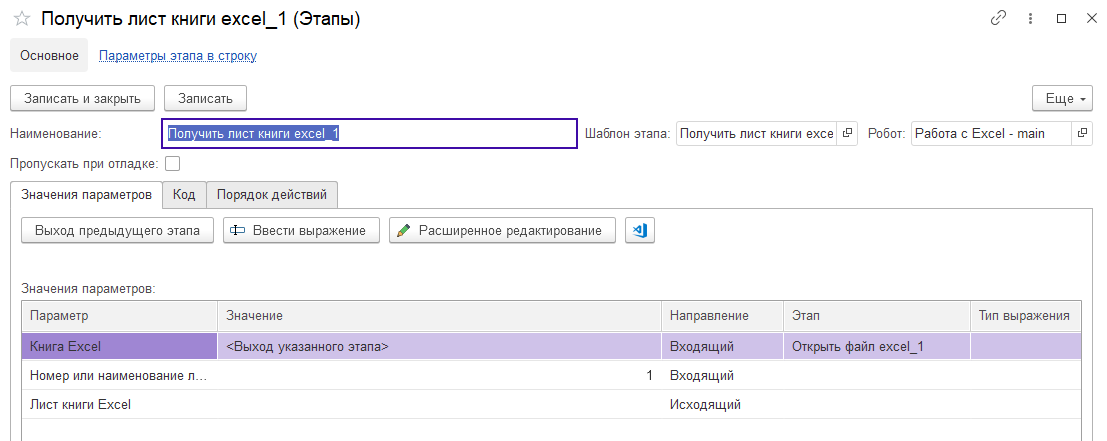 Получить лист книги excel_1 (Этапы)
Основное Параметры этапа в строку
Записать и закрыть Записать Еще
Наименование: Получить лист книги excel_1 Шаблон этапа: Получить лист книги exce Робот: Работа с Excel - main
Пропускать при отладке:
Значения параметров Код Порядок действий
Выход предыдущего этапа Ввести выражение Расширенное редактирование
Значения параметров:
Параметр Значение Направление Этап Тип выражения
Книга Excel <Выход указанного этапа> Входящий Открыть файл excel_1
Номер или наименование л... 1 Входящий
Лист книги Excel Исходящий